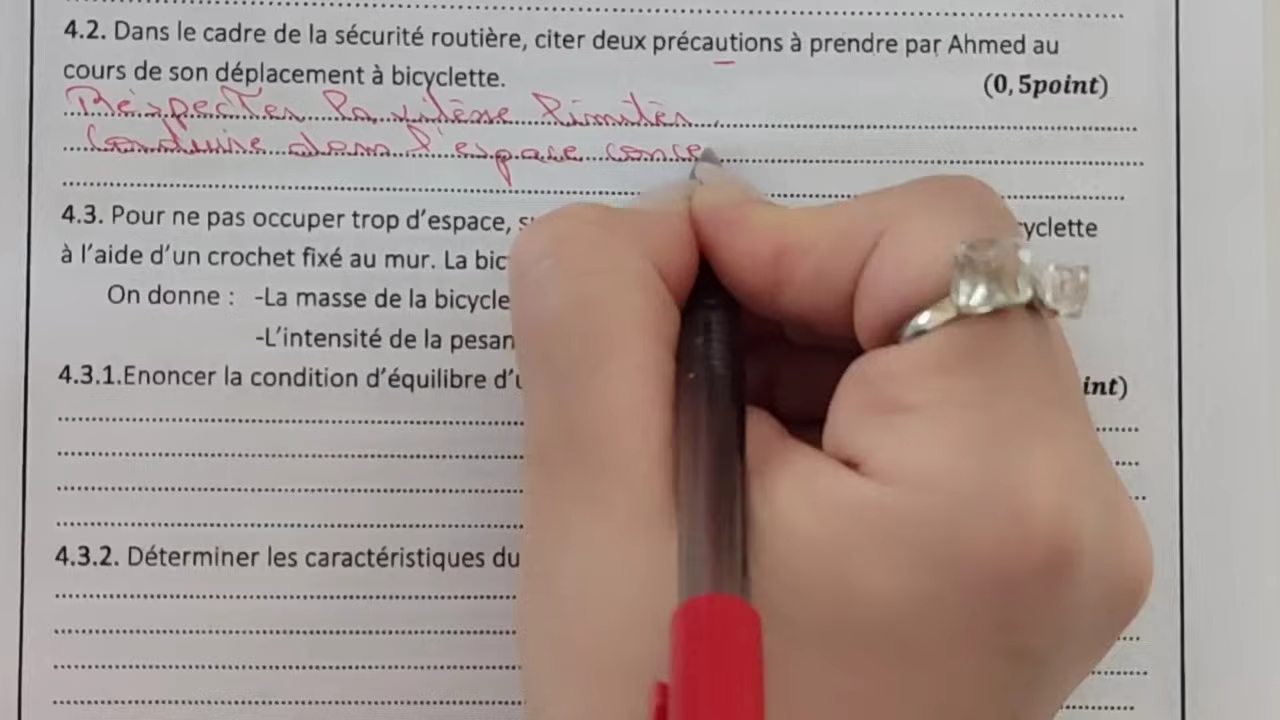 4.2. Dans le cadre de la sécurité routière, citer deux précautions à prendre par Ahmed au
cours de son déplacement à bicyclette. (0,5point)
Réspecter la vitesse limitée.
Conduire dans l'espace conce
4.3. Pour ne pas occuper trop d'espace, s yclette
à l'aide d'un crochet fixé au mur. La bic
On donne : -La masse de la bicycle
-L'intensité de la pesan
4.3.1.Enoncer la condition d'équilibre d'u int)
4.3.2. Déterminer les caractéristiques du